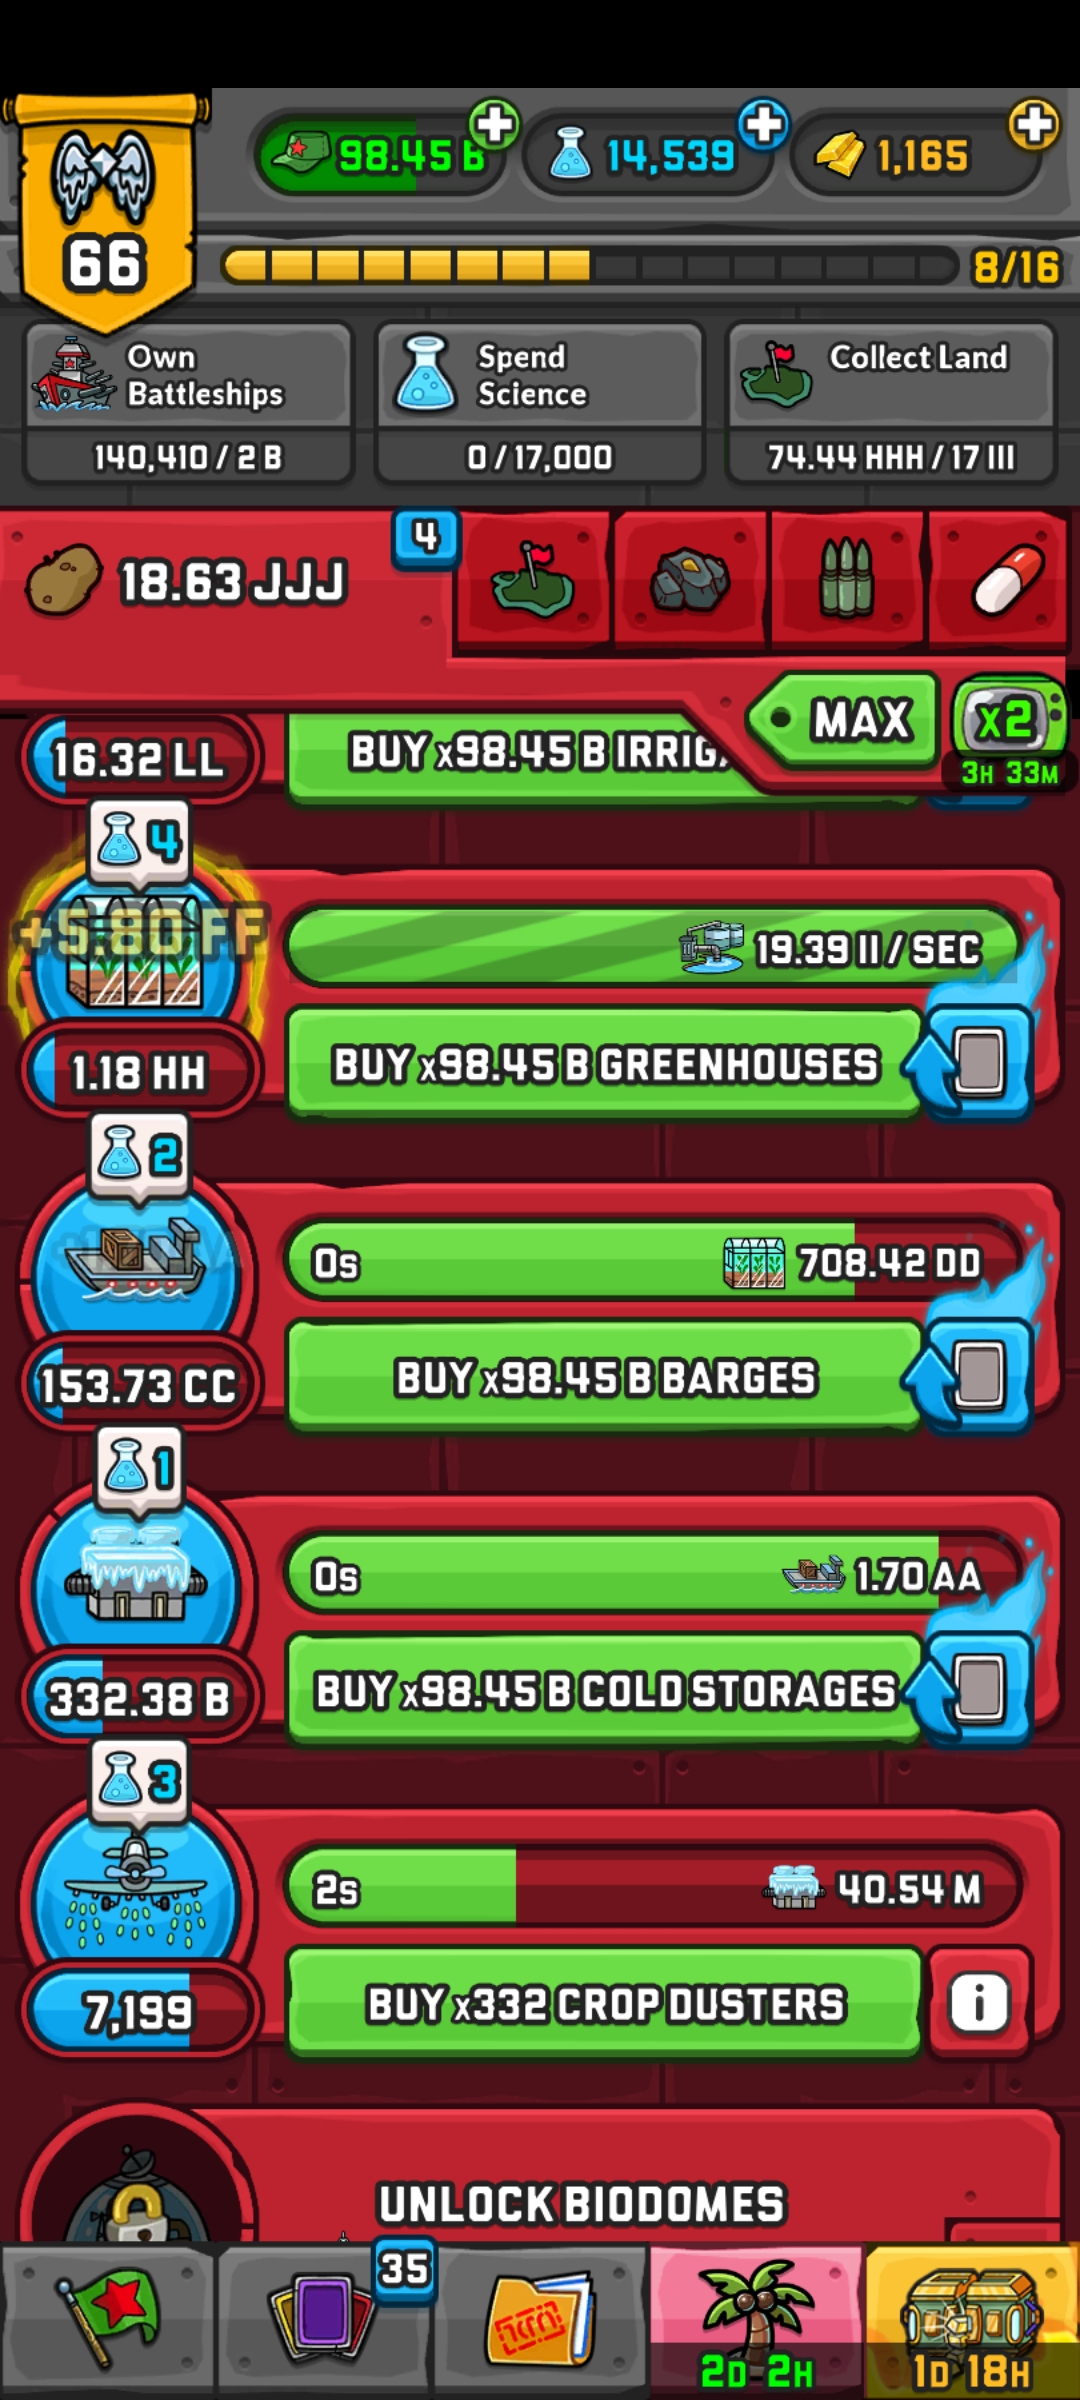 98.45 B
14,539
1,165
66
8/16
Own
Battleships
140,410 / 2 B
Spend
Science
0 / 17,000
Collect Land
74.44 HHH / 17 III
18.63 JJJ
4
MAX
x2
3H 33M
16.32 LL
BUY x98.45 B IRRIG
4
+5.80 FF
19.39 II / SEC
1.18 HH
BUY x98.45 B GREENHOUSES
2
0s
708.42 DD
153.73 CC
BUY x98.45 B BARGES
1
0s
1.70 AA
332.38 B
BUY x98.45 B COLD STORAGES
3
2s
40.54 M
7,199
BUY x332 CROP DUSTERS
i
UNLOCK BIODOMES
35
2D 2H
1D 18H